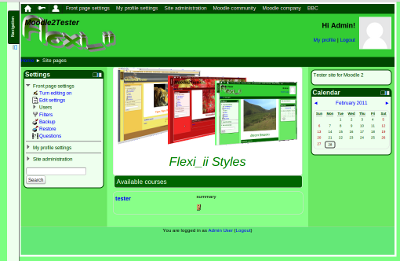 Front page settings My profile settings Site administration Moodle community Moodle company BBC
Moodle2Tester
Flexi_ii
Hi Admin!
My profile | Logout
Navigation
► Site pages
Settings
Front page settings
Turn editing on
Edit settings
Users
Filters
Backup
Restore
Questions
My profile settings
Site administration
Search
Flexi_ii Styles
Available courses
tester
summary
Tester site for Moodle 2
Calendar
◄ February 2011 ►
Sun Mon Tue Wed Thu Fri Sat
1 2 3 4 5
6 7 8 9 10 11 12
13 14 15 16 17 18 19
20 21 22 23 24 25 26
27 28
You are logged in as Admin User (Logout)